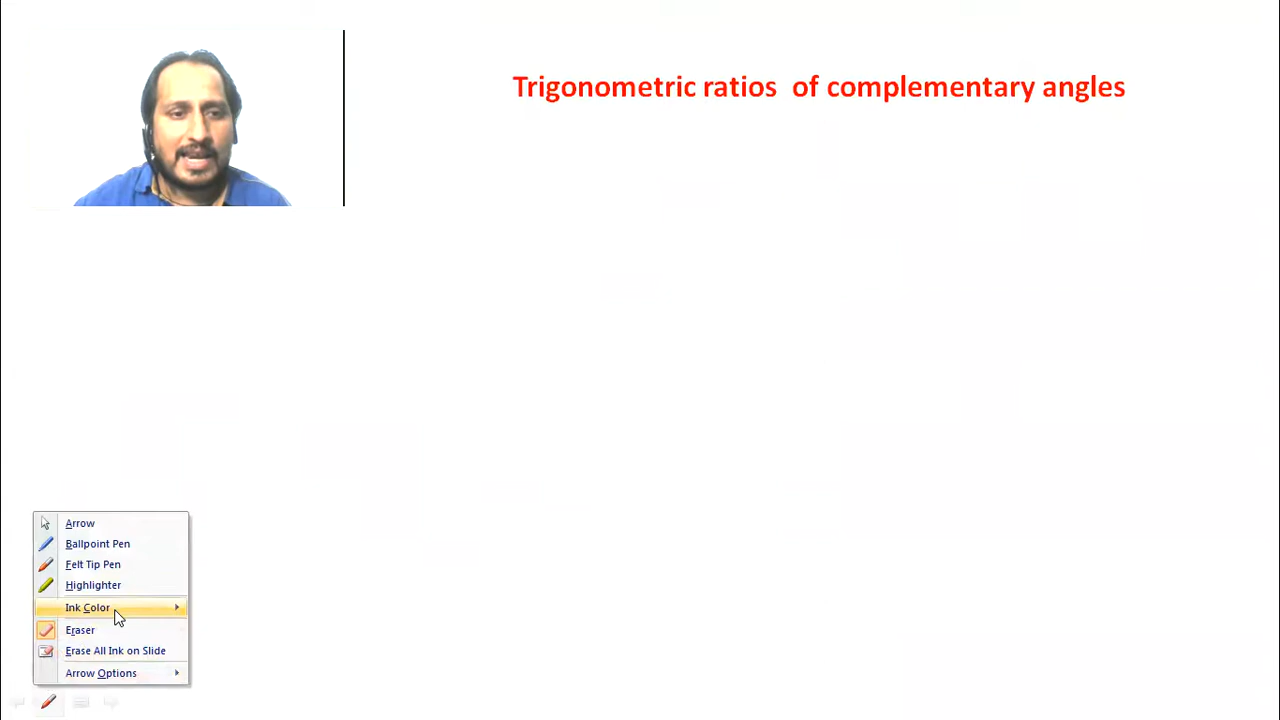 Trigonometric ratios of complementary angles
Arrow
Ballpoint Pen
Felt Tip Pen
Highlighter
Ink Color
Eraser
Erase All Ink on Slide
Arrow Options